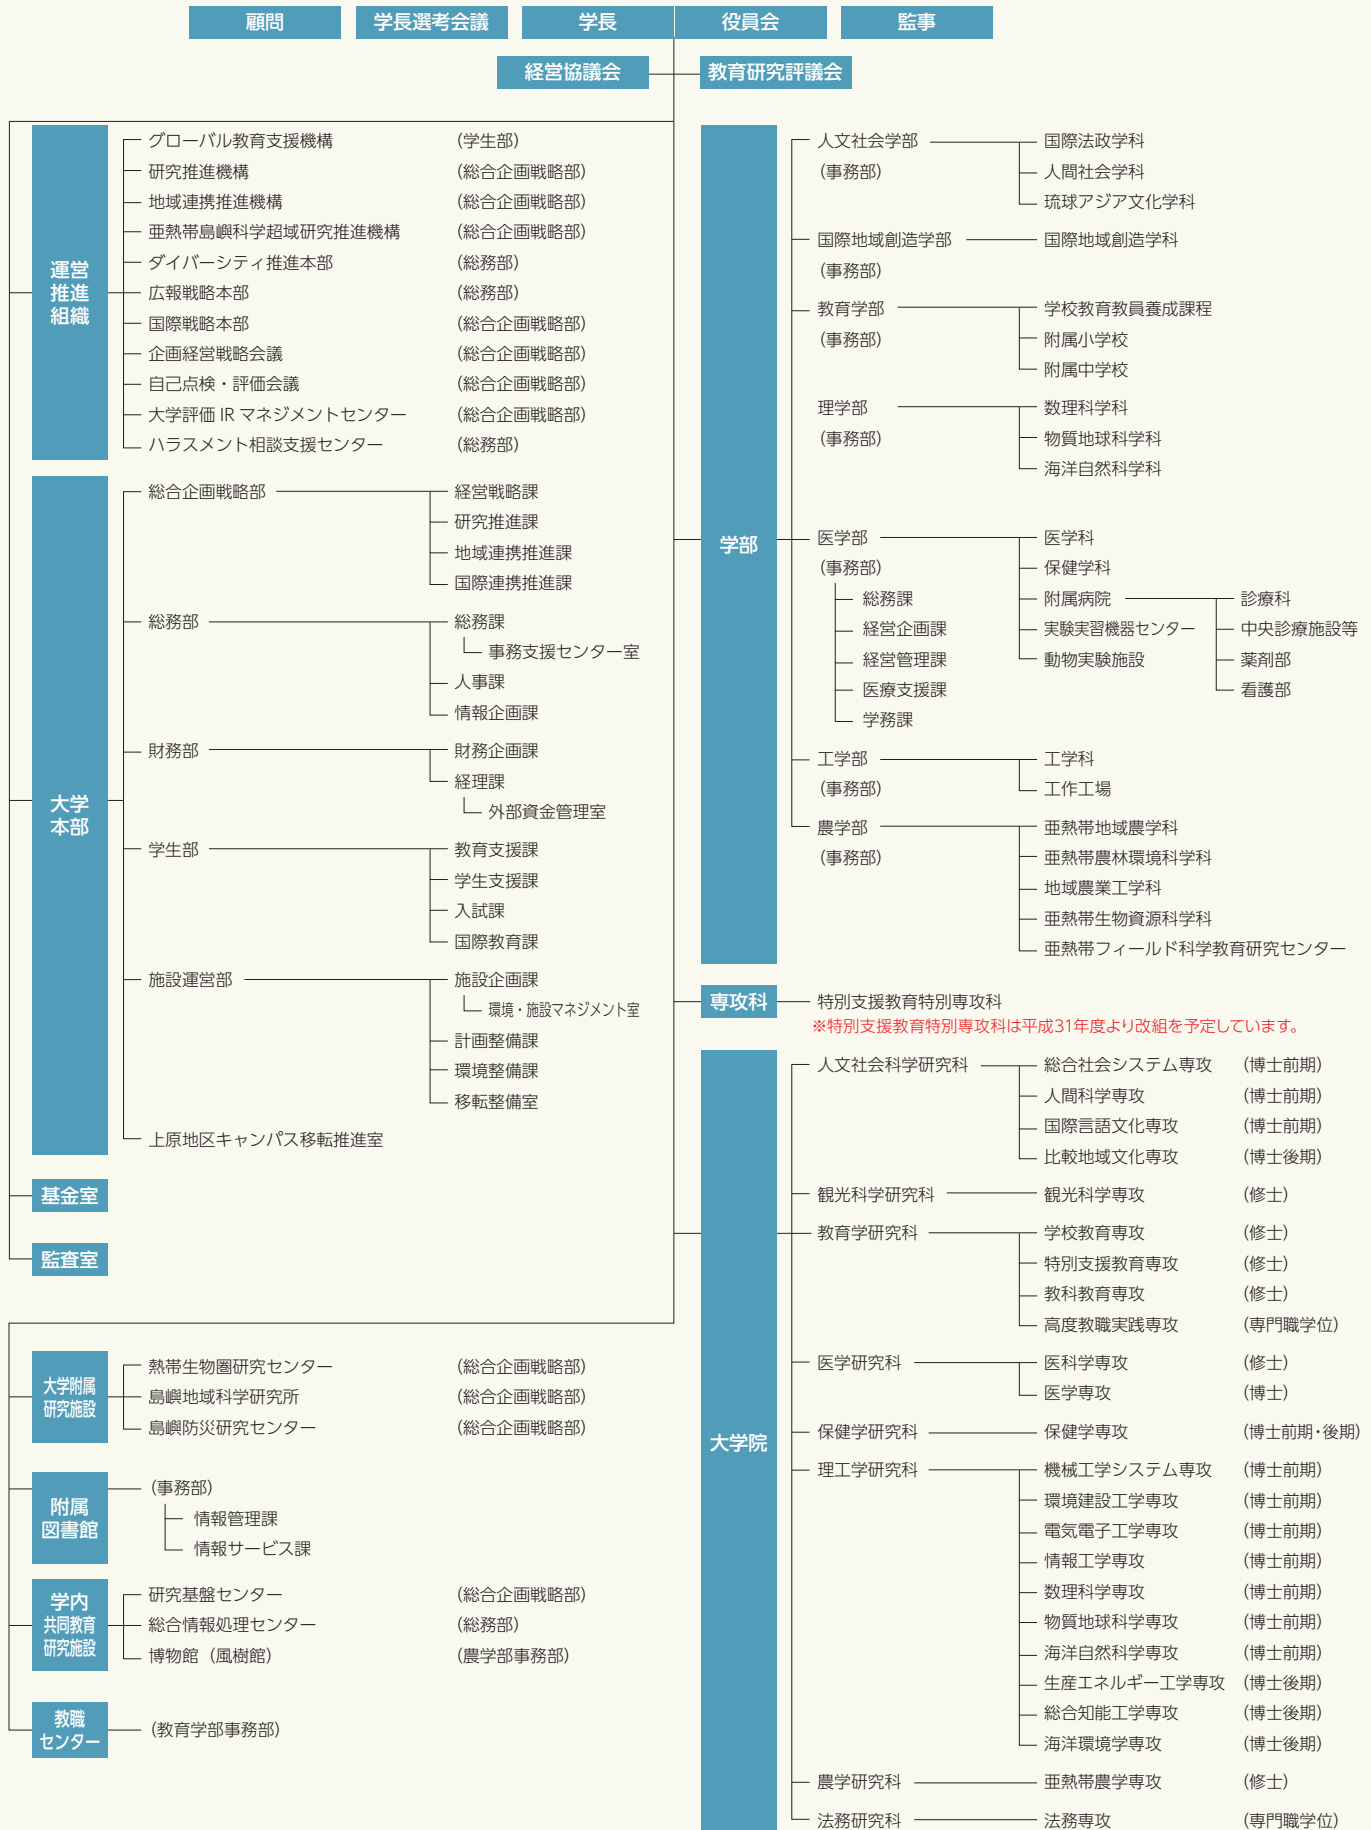 顧問
学長選考会議
学長
役員会
監事
経営協議会
教育研究評議会
運営
推進
組織
グローバル教育支援機構 (学生部)
研究推進機構 (総合企画戦略部)
地域連携推進機構 (総合企画戦略部)
亜熱帯島嶼科学超域研究推進機構 (総合企画戦略部)
ダイバーシティ推進本部 (総務部)
広報戦略本部 (総務部)
国際戦略本部 (総合企画戦略部)
企画経営戦略会議 (総合企画戦略部)
自己点検・評価会議 (総合企画戦略部)
大学評価 IR マネジメントセンター (総合企画戦略部)
ハラスメント相談支援センター (総務部)
大学
本部
総合企画戦略部
経営戦略課
研究推進課
地域連携推進課
国際連携推進課
総務部
総務課
事務支援センター室
人事課
情報企画課
財務部
財務企画課
経理課
外部資金管理室
学生部
教育支援課
学生支援課
入試課
国際教育課
施設運営部
施設企画課
環境・施設マネジメント室
計画整備課
環境整備課
移転整備室
上原地区キャンパス移転推進室
基金室
監査室
大学附属
研究施設
熱帯生物圏研究センター (総合企画戦略部)
島嶼地域科学研究所 (総合企画戦略部)
島嶼防災研究センター (総合企画戦略部)
附属
図書館
(事務部)
情報管理課
情報サービス課
学内
共同教育
研究施設
研究基盤センター (総合企画戦略部)
総合情報処理センター (総務部)
博物館（風樹館） (農学部事務部)
教職
センター
(教育学部事務部)
学部
人文社会学部
(事務部)
国際法政学科
人間社会学科
琉球アジア文化学科
国際地域創造学部
(事務部)
国際地域創造学科
教育学部
(事務部)
学校教育教員養成課程
附属小学校
附属中学校
理学部
(事務部)
数理科学科
物質地球科学科
海洋自然科学科
医学部
(事務部)
総務課
経営企画課
経営管理課
医療支援課
学務課
医学科
保健学科
附属病院
実験実習機器センター
動物実験施設
診療科
中央診療施設等
薬剤部
看護部
工学部
(事務部)
工学科
工作工場
農学部
(事務部)
亜熱帯地域農学科
亜熱帯農林環境科学科
地域農業工学科
亜熱帯生物資源科学科
亜熱帯フィールド科学教育研究センター
専攻科
特別支援教育特別専攻科
※特別支援教育特別専攻科は平成31年度より改組を予定しています。
大学院
人文社会科学研究科
総合社会システム専攻 (博士前期)
人間科学専攻 (博士前期)
国際言語文化専攻 (博士前期)
比較地域文化専攻 (博士後期)
観光科学研究科
観光科学専攻 (修士)
教育学研究科
学校教育専攻 (修士)
特別支援教育専攻 (修士)
教科教育専攻 (修士)
高度教職実践専攻 (専門職学位)
医学研究科
医科学専攻 (修士)
医学専攻 (博士)
保健学研究科
保健学専攻 (博士前期・後期)
理工学研究科
機械工学システム専攻 (博士前期)
環境建設工学専攻 (博士前期)
電気電子工学専攻 (博士前期)
情報工学専攻 (博士前期)
数理科学専攻 (博士前期)
物質地球科学専攻 (博士前期)
海洋自然科学専攻 (博士前期)
生産エネルギー工学専攻 (博士後期)
総合知能工学専攻 (博士後期)
海洋環境学専攻 (博士後期)
農学研究科
亜熱帯農学専攻 (修士)
法務研究科
法務専攻 (専門職学位)